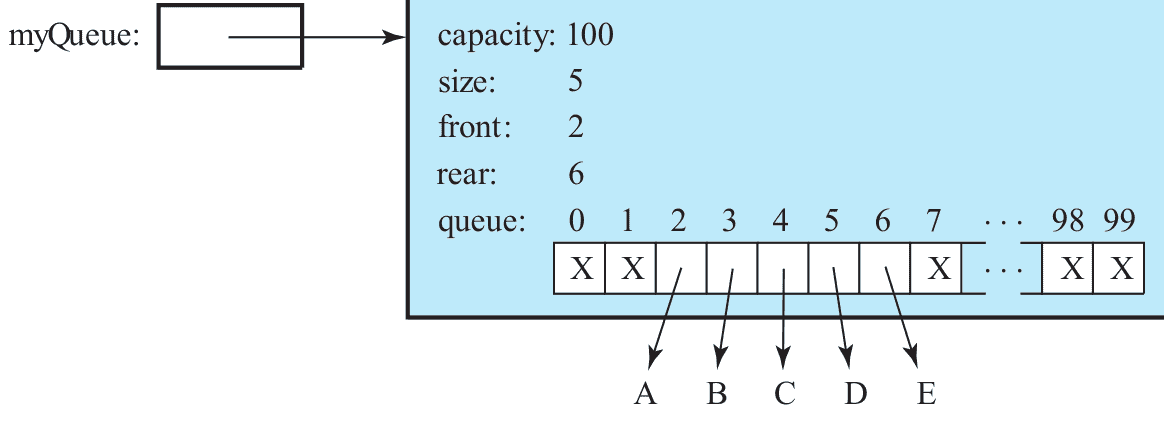 myQueue:
capacity: 100
size: 5
front: 2
rear: 6
queue: 0 1 2 3 4 5 6 7 ··· 98 99
X X X ··· X X
A B C D E